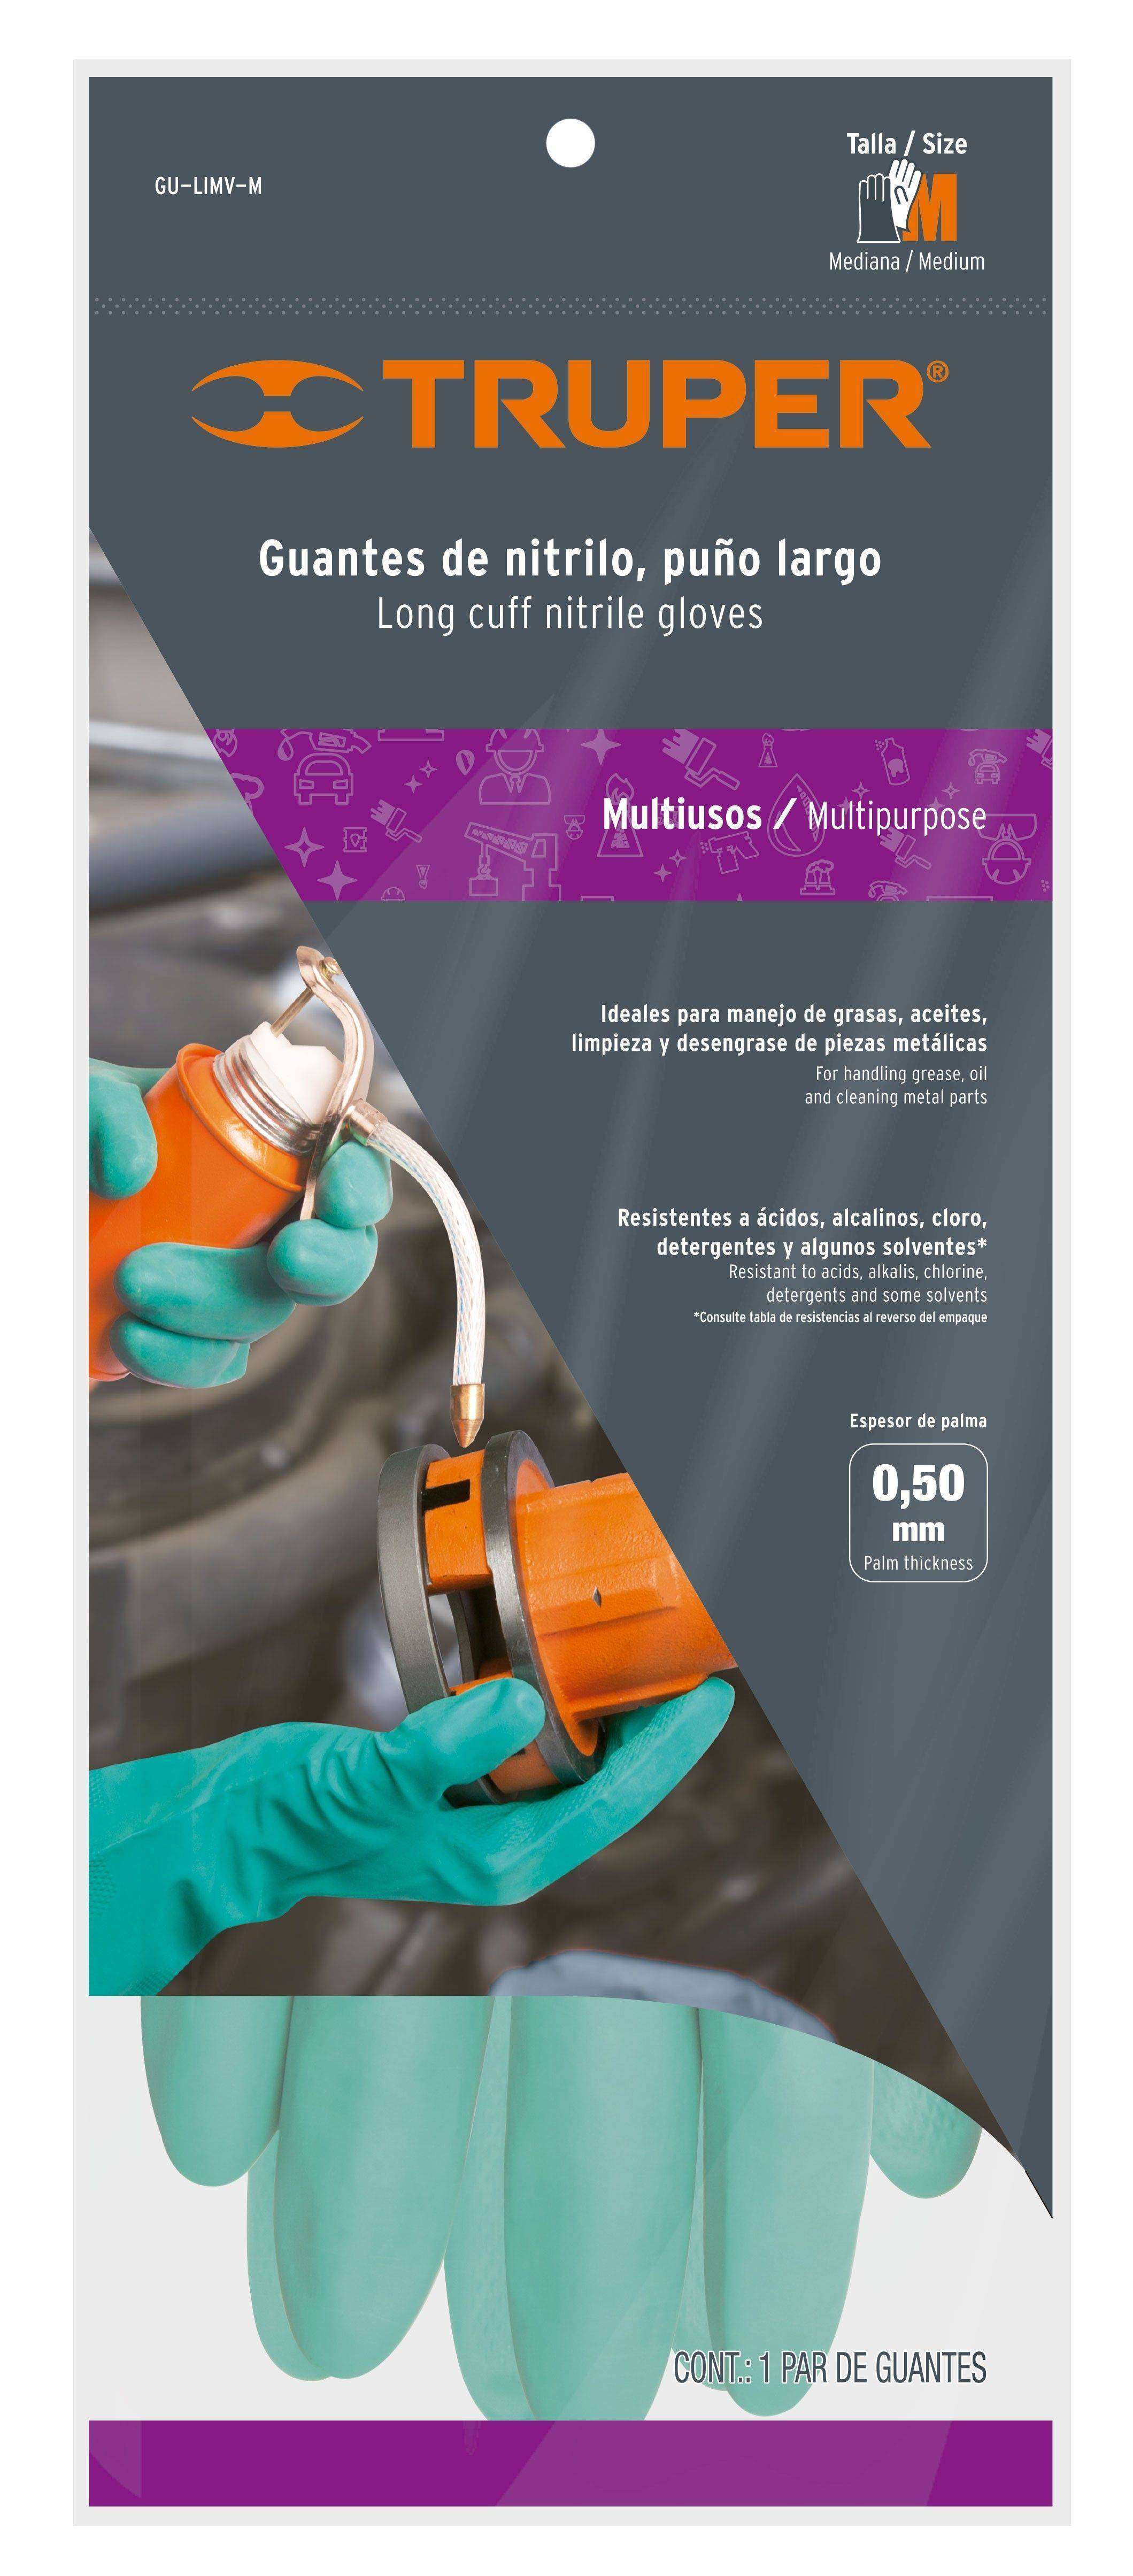 GU-LIMV-M
Talla / Size
M
Mediana / Medium
TRUPER®
Guantes de nitrilo, puño largo
Long cuff nitrile gloves
Multiusos / Multipurpose
Ideales para manejo de grasas, aceites,
limpieza y desengrase de piezas metálicas
For handling grease, oil
and cleaning metal parts
Resistentes a ácidos, alcalinos, cloro,
detergentes y algunos solventes*
Resistant to acids, alkalis, chlorine,
detergents and some solvents
*Consulte tabla de resistencias al reverso del empaque
Espesor de palma
0,50
mm
Palm thickness
CONT.: 1 PAR DE GUANTES